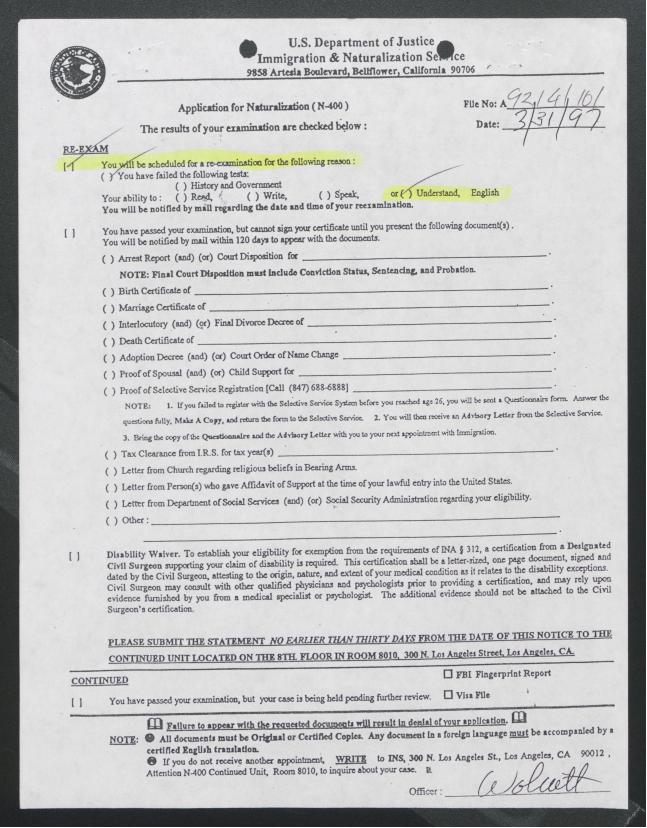 U.S. Department of Justice
Immigration & Naturalization Service
9858 Artesia Boulevard, Bellflower, California 90706
Application for Naturalization ( N-400 )
File No: A 92/4/101
The results of your examination are checked below :
Date: 3/31/97
RE-EXAM
[✓] You will be scheduled for a re-examination for the following reason :
( ) You have failed the following tests:
( ) History and Government
Your ability to : ( ) Read, ( ) Write, ( ) Speak, or (✓) Understand, English
You will be notified by mail regarding the date and time of your reexamination.
[ ] You have passed your examination, but cannot sign your certificate until you present the following document(s) .
You will be notified by mail within 120 days to appear with the documents.
( ) Arrest Report (and) (or) Court Disposition for .
NOTE: Final Court Disposition must include Conviction Status, Sentencing, and Probation.
( ) Birth Certificate of .
( ) Marriage Certificate of .
( ) Interlocutory (and) (or) Final Divorce Decree of .
( ) Death Certificate of .
( ) Adoption Decree (and) (or) Court Order of Name Change .
( ) Proof of Spousal (and) (or) Child Support for .
( ) Proof of Selective Service Registration [Call (847) 688-6888] .
NOTE: 1. If you failed to register with the Selective Service System before you reached age 26, you will be sent a Questionnaire form. Answer the
questions fully, Make A Copy, and return the form to the Selective Service. 2. You will then receive an Advisory Letter from the Selective Service.
3. Bring the copy of the Questionnaire and the Advisory Letter with you to your next appointment with Immigration.
( ) Tax Clearance from I.R.S. for tax year(s) .
( ) Letter from Church regarding religious beliefs in Bearing Arms.
( ) Letter from Person(s) who gave Affidavit of Support at the time of your lawful entry into the United States.
( ) Letter from Department of Social Services (and) (or) Social Security Administration regarding your eligibility.
( ) Other :
.
[ ] Disability Waiver. To establish your eligibility for exemption from the requirements of INA § 312, a certification from a Designated
Civil Surgeon supporting your claim of disability is required. This certification shall be a letter-sized, one page document, signed and
dated by the Civil Surgeon, attesting to the origin, nature, and extent of your medical condition as it relates to the disability exceptions.
Civil Surgeon may consult with other qualified physicians and psychologists prior to providing a certification, and may rely upon
evidence furnished by you from a medical specialist or psychologist. The additional evidence should not be attached to the Civil
Surgeon's certification.
PLEASE SUBMIT THE STATEMENT NO EARLIER THAN THIRTY DAYS FROM THE DATE OF THIS NOTICE TO THE
CONTINUED UNIT LOCATED ON THE 8TH. FLOOR IN ROOM 8010, 300 N. Los Angeles Street, Los Angeles, CA.
CONTINUED
☐ FBI Fingerprint Report
[ ] You have passed your examination, but your case is being held pending further review. ☐ Visa File
Failure to appear with the requested documents will result in denial of your application.
NOTE: ❶ All documents must be Original or Certified Copies. Any document in a foreign language must be accompanied by a
certified English translation.
❷ If you do not receive another appointment, WRITE to INS, 300 N. Los Angeles St., Los Angeles, CA 90012 ,
Attention N-400 Continued Unit, Room 8010, to inquire about your case.
Officer :